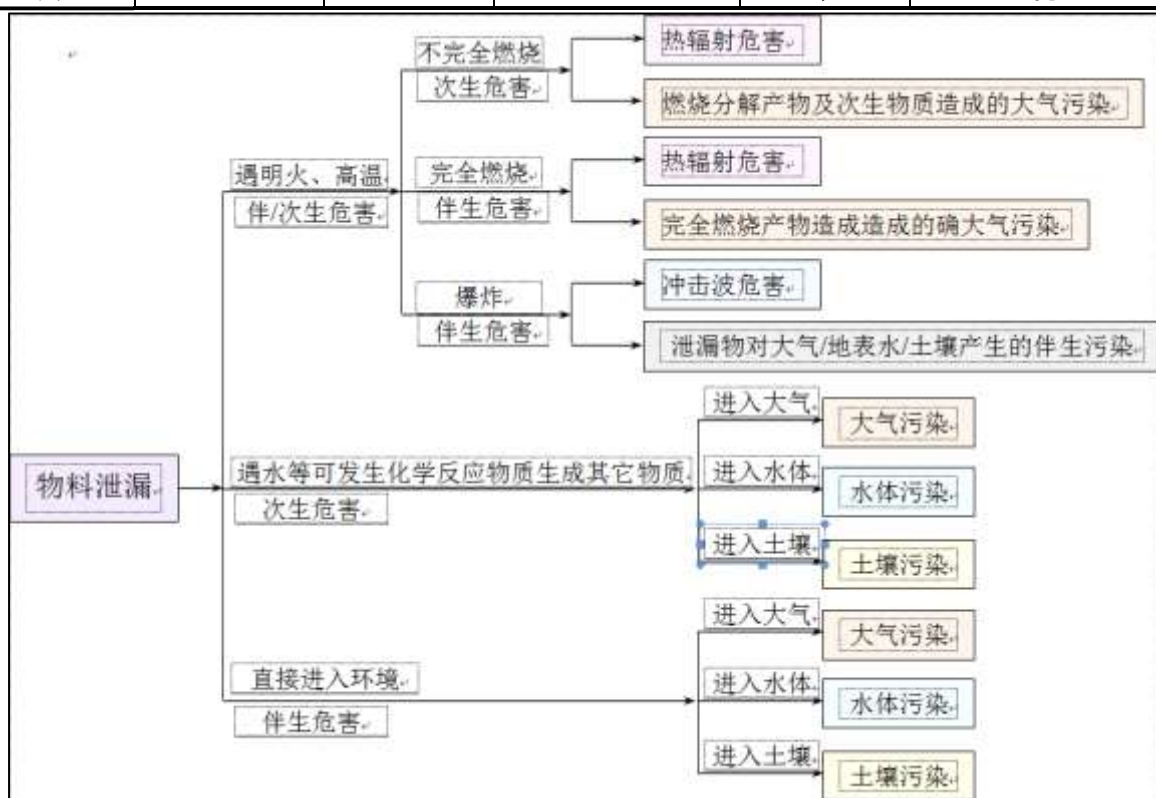 不完全燃烧
次生危害
热辐射危害
燃烧分解产物及次生物质造成的大气污染
遇明火、高温
伴/次生危害
完全燃烧
伴生危害
热辐射危害
完全燃烧产物造成造成的确大气污染
爆炸
伴生危害
冲击波危害
泄漏物对大气/地表水/土壤产生的伴生污染
物料泄漏
遇水等可发生化学反应物质生成其它物质
次生危害
进入大气
大气污染
进入水体
水体污染
进入土壤
土壤污染
直接进入环境
伴生危害
进入大气
大气污染
进入水体
水体污染
进入土壤
土壤污染